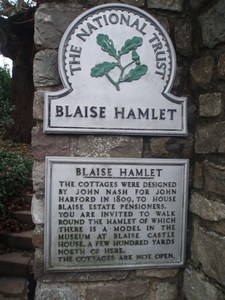 THE NATIONAL TRUST
BLAISE HAMLET
BLAISE HAMLET
THE COTTAGES WERE DESIGNED
BY JOHN NASH FOR JOHN
HARFORD IN 1809, TO HOUSE
BLAISE ESTATE PENSIONERS.
YOU ARE INVITED TO WALK
ROUND THE HAMLET OF WHICH
THERE IS A MODEL IN THE
MUSEUM AT BLAISE CASTLE
HOUSE, A FEW HUNDRED YARDS
NORTH OF HERE.
THE COTTAGES ARE NOT OPEN.